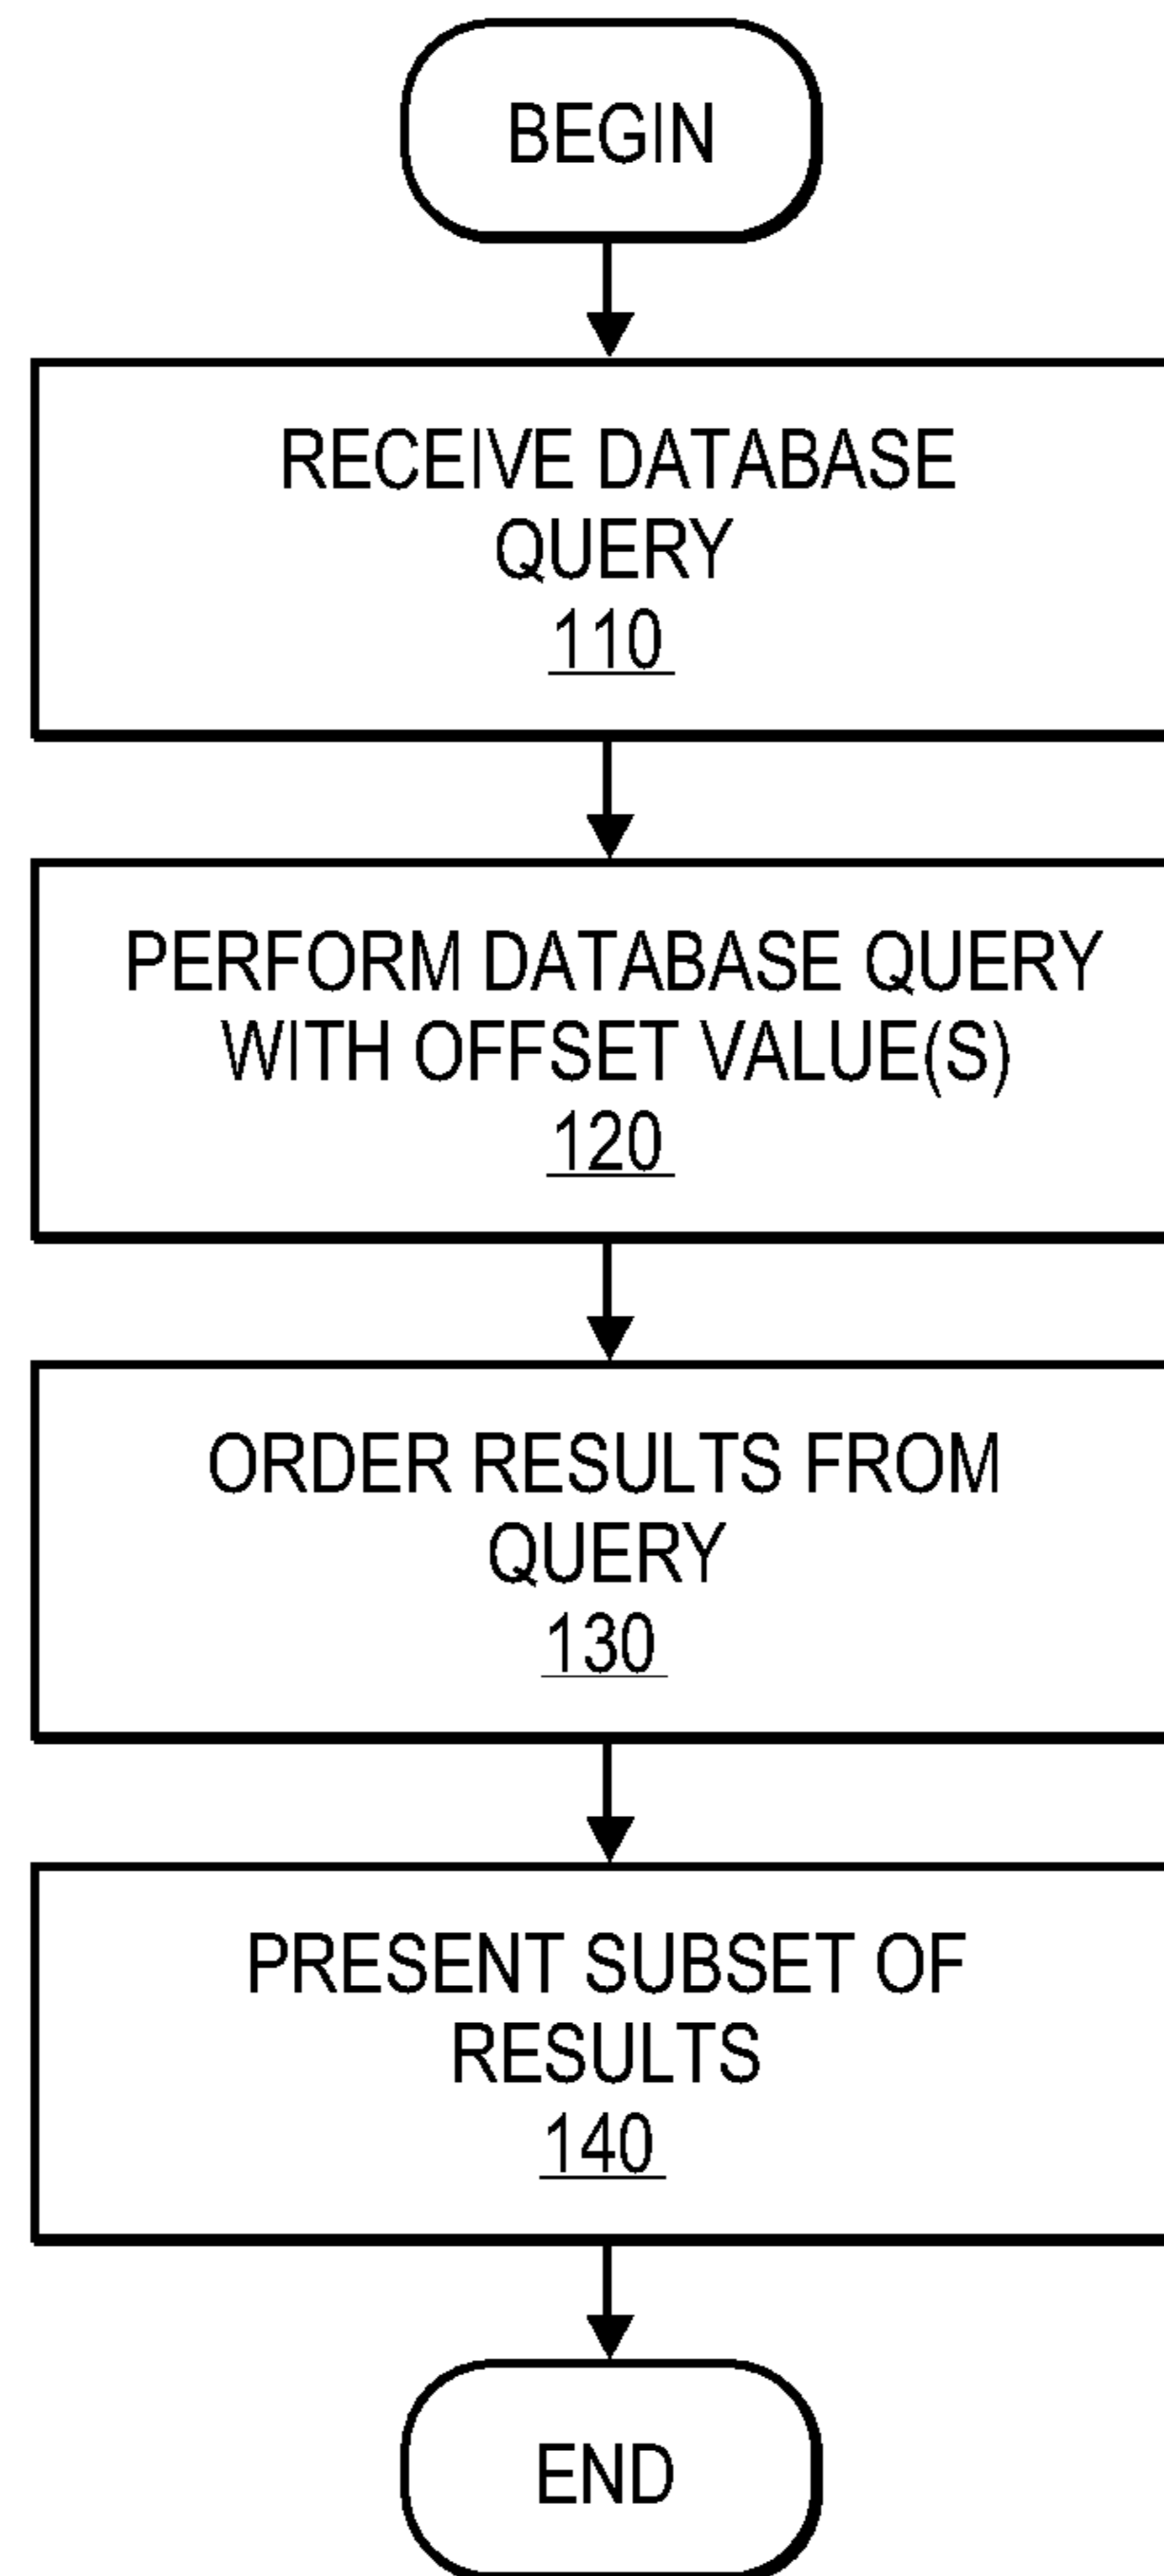 BEGIN
RECEIVE DATABASE
QUERY
110
PERFORM DATABASE QUERY
WITH OFFSET VALUE(S)
120
ORDER RESULTS FROM
QUERY
130
PRESENT SUBSET OF
RESULTS
140
END